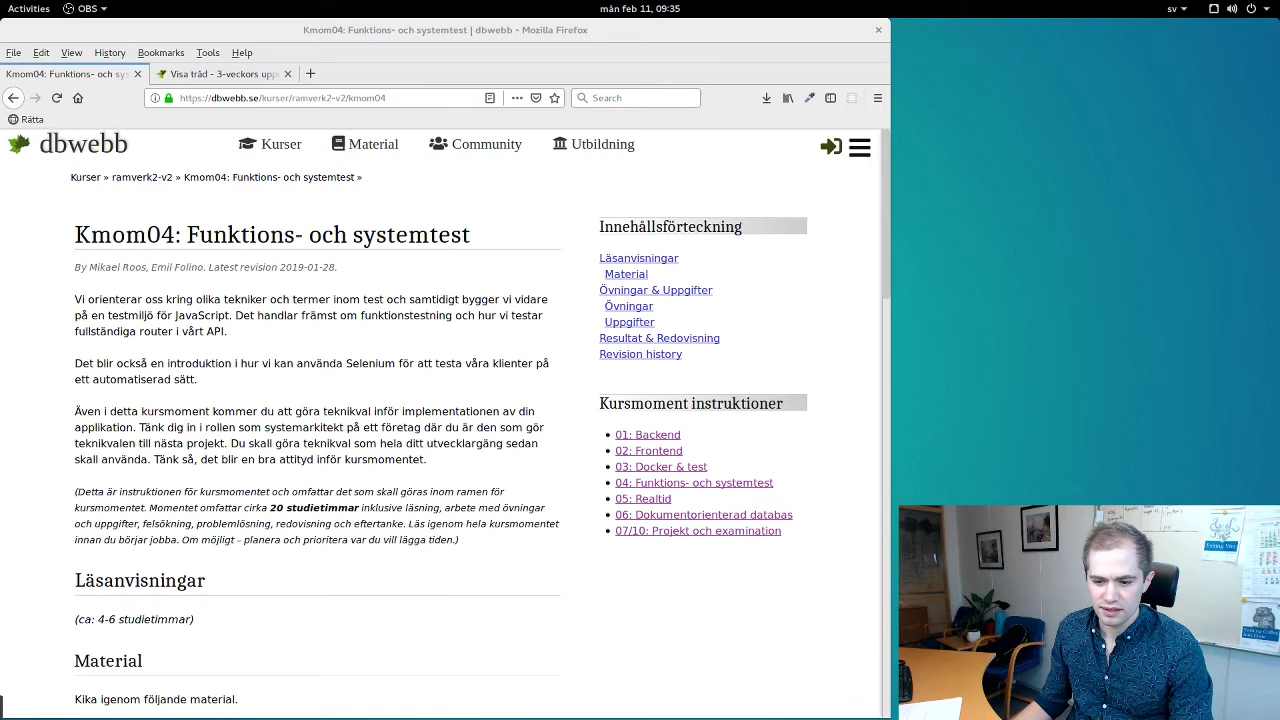 Activities
OBS
mån feb 11, 09:35
sv
Kmom04: Funktions- och systemtest | dbwebb - Mozilla Firefox
File Edit View History Bookmarks Tools Help
Kmom04: Funktions- och sys
Visa tråd - 3-veckors upp
https://dbwebb.se/kurser/ramverk2-v2/kmom04
Search
Rätta
dbwebb
Kurser
Material
Community
Utbildning
Kurser » ramverk2-v2 » Kmom04: Funktions- och systemtest »
Kmom04: Funktions- och systemtest
By Mikael Roos, Emil Folino. Latest revision 2019-01-28.
Vi orienterar oss kring olika tekniker och termer inom test och samtidigt bygger vi vidare
på en testmiljö för JavaScript. Det handlar främst om funktionstestning och hur vi testar
fullständiga router i vårt API.
Det blir också en introduktion i hur vi kan använda Selenium för att testa våra klienter på
ett automatiserad sätt.
Även i detta kursmoment kommer du att göra teknikval inför implementationen av din
applikation. Tänk dig in i rollen som systemarkitekt på ett företag där du är den som gör
teknikvalen till nästa projekt. Du skall göra teknikval som hele ditt utvecklargäng sedan
skall använda. Tänk så, det blir en bra attityd inför kursmomentet.
(Detta är instruktionen för kursmomentet och omfattar det som skall göras inom ramen för
kursmomentet. Momentet omfattar cirka 20 studietimmar inklusive läsning, arbete med övningar
och uppgifter, felsökning, problemlösning, redovisning och eftertanke. Läs igenom hela kursmomentet
innan du börjar jobba. Om möjligt – planera och prioritera var du vill lägga tiden.)
Läsanvisningar
(ca: 4-6 studietimmar)
Material
Kika igenom följande material.
Innehållsförteckning
Läsanvisningar
Material
Övningar & Uppgifter
Övningar
Uppgifter
Resultat & Redovisning
Revision history
Kursmoment instruktioner
01: Backend
02: Frontend
03: Docker & test
04: Funktions- och systemtest
05: Realtid
06: Dokumentorienterad databas
07/10: Projekt och examination